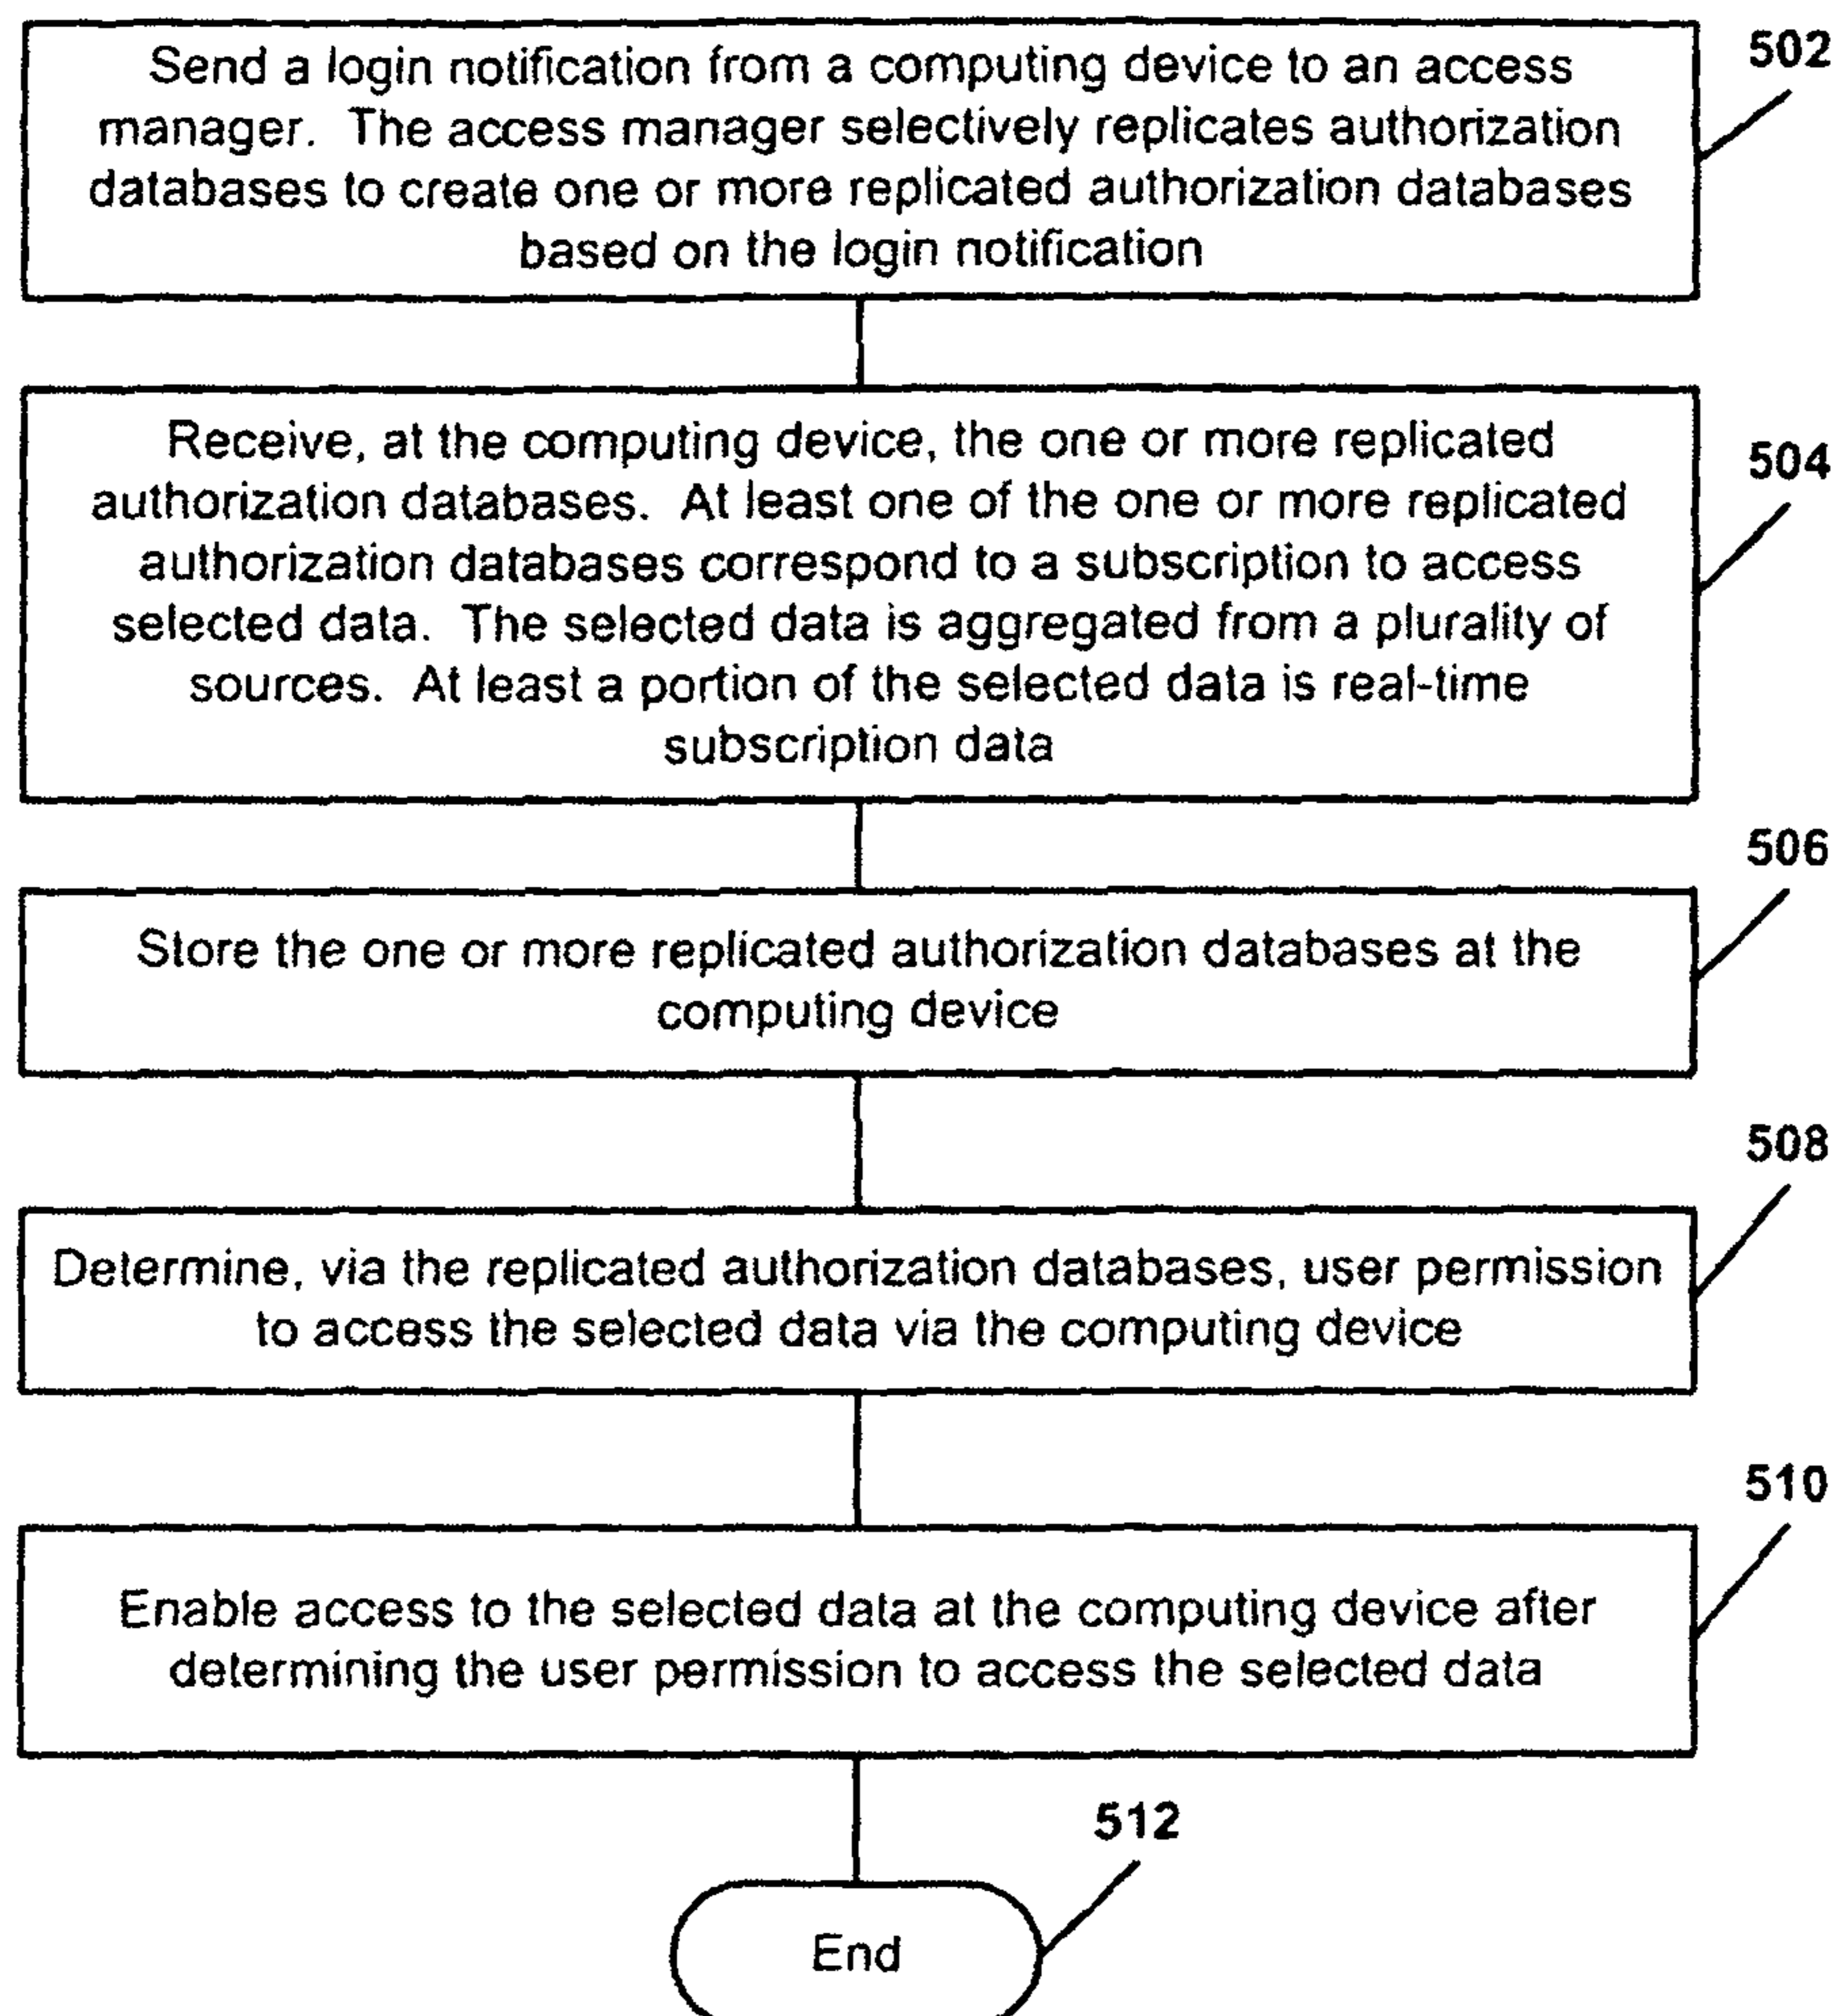 502
Send a login notification from a computing device to an access
manager.  The access manager selectively replicates authorization
databases to create one or more replicated authorization databases
based on the login notification
504
Receive, at the computing device, the one or more replicated
authorization databases.  At least one of the one or more replicated
authorization databases correspond to a subscription to access
selected data.  The selected data is aggregated from a plurality of
sources.  At least a portion of the selected data is real-time
subscription data
506
Store the one or more replicated authorization databases at the
computing device
508
Determine, via the replicated authorization databases, user permission
to access the selected data via the computing device
510
Enable access to the selected data at the computing device after
determining the user permission to access the selected data
512
End